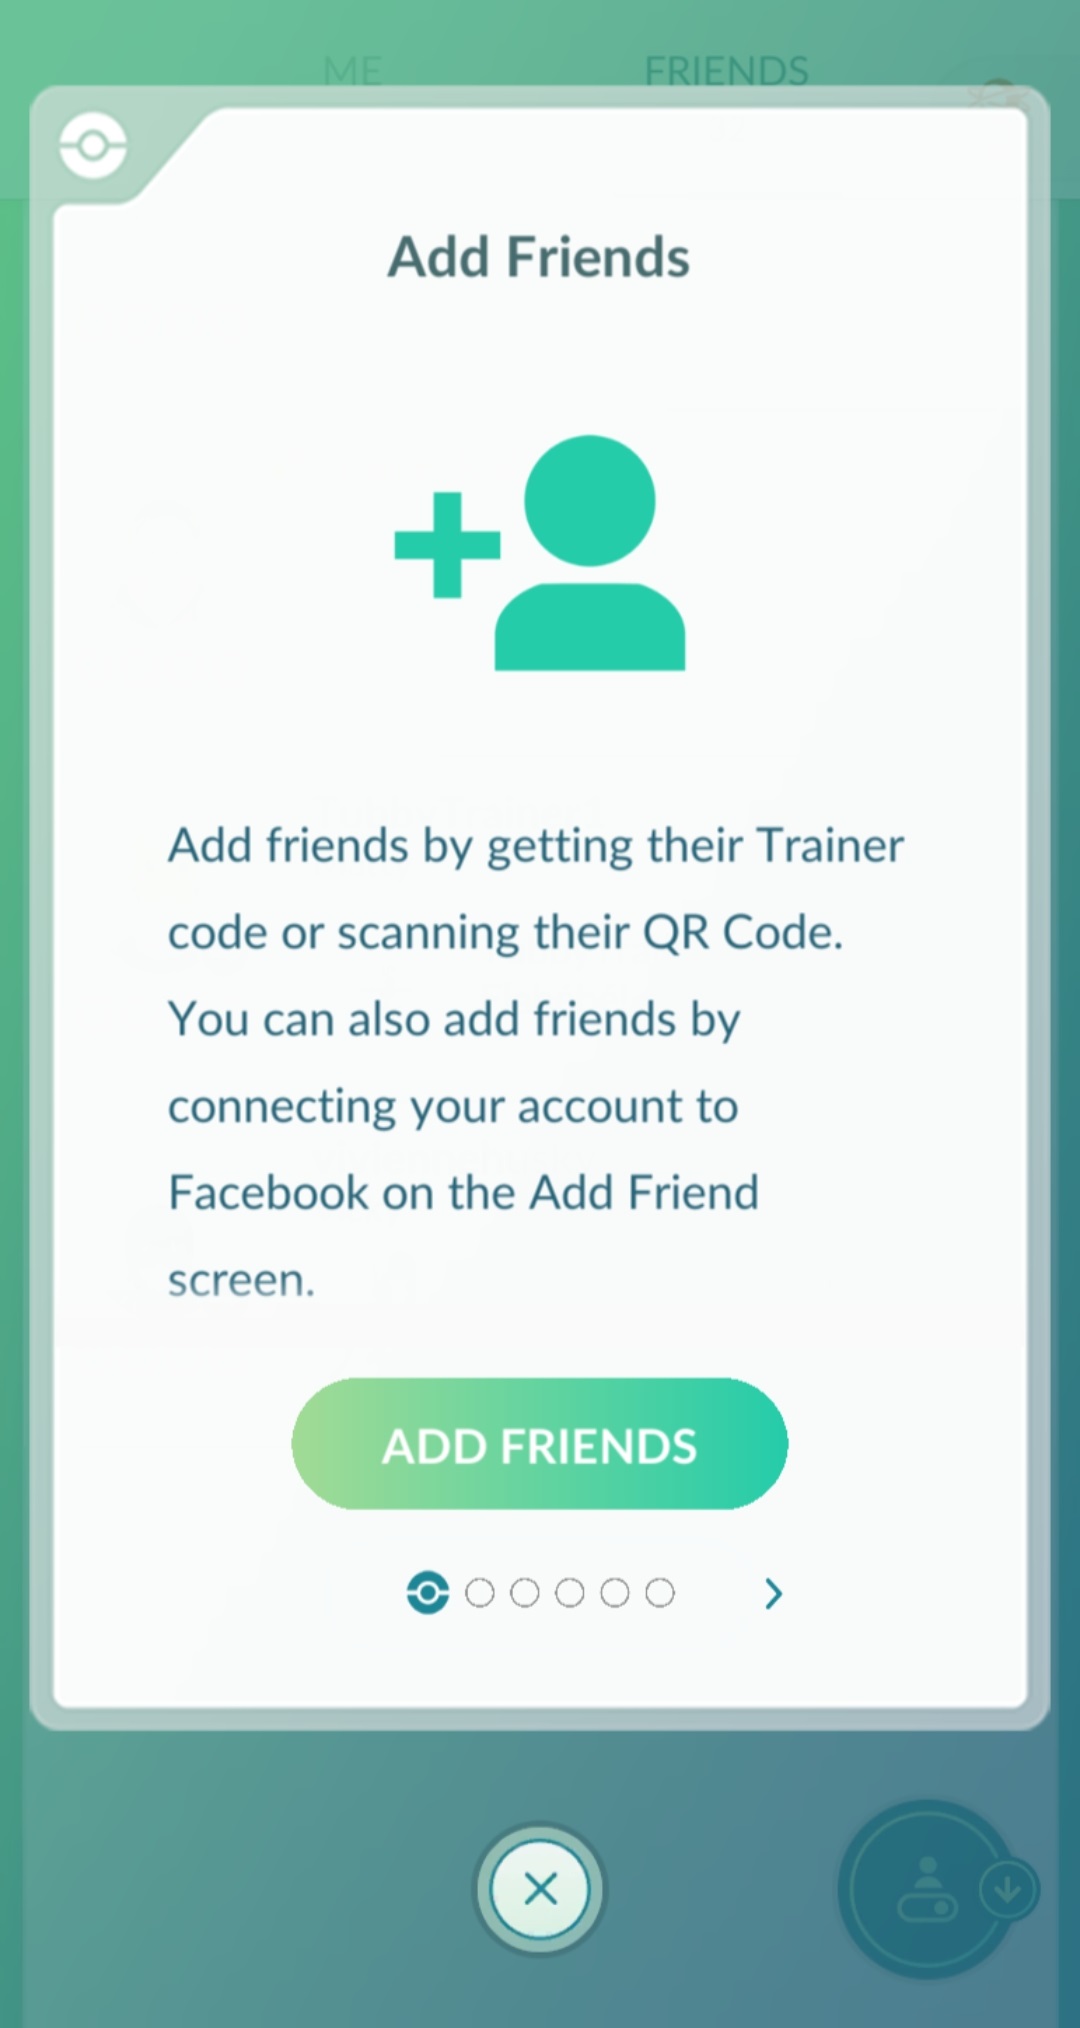 ME FRIENDS
Add Friends
Add friends by getting their Trainer
code or scanning their QR Code.
You can also add friends by
connecting your account to
Facebook on the Add Friend
screen.
ADD FRIENDS